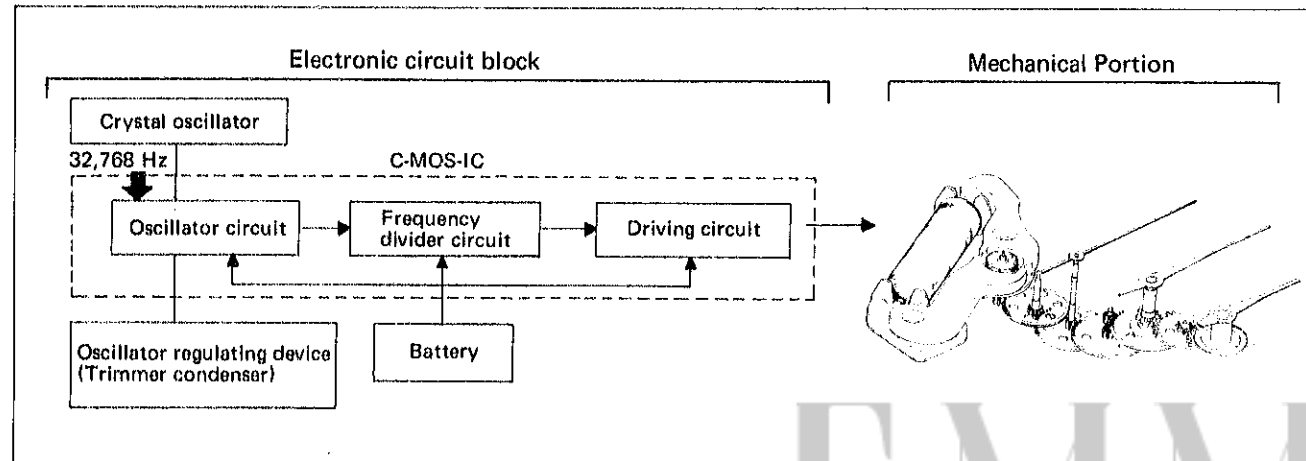 Electronic circuit block
Mechanical Portion
Crystal oscillator
32,768 Hz
C-MOS-IC
Oscillator circuit
Frequency
divider circuit
Driving circuit
Oscillator regulating device
(Trimmer condenser)
Battery